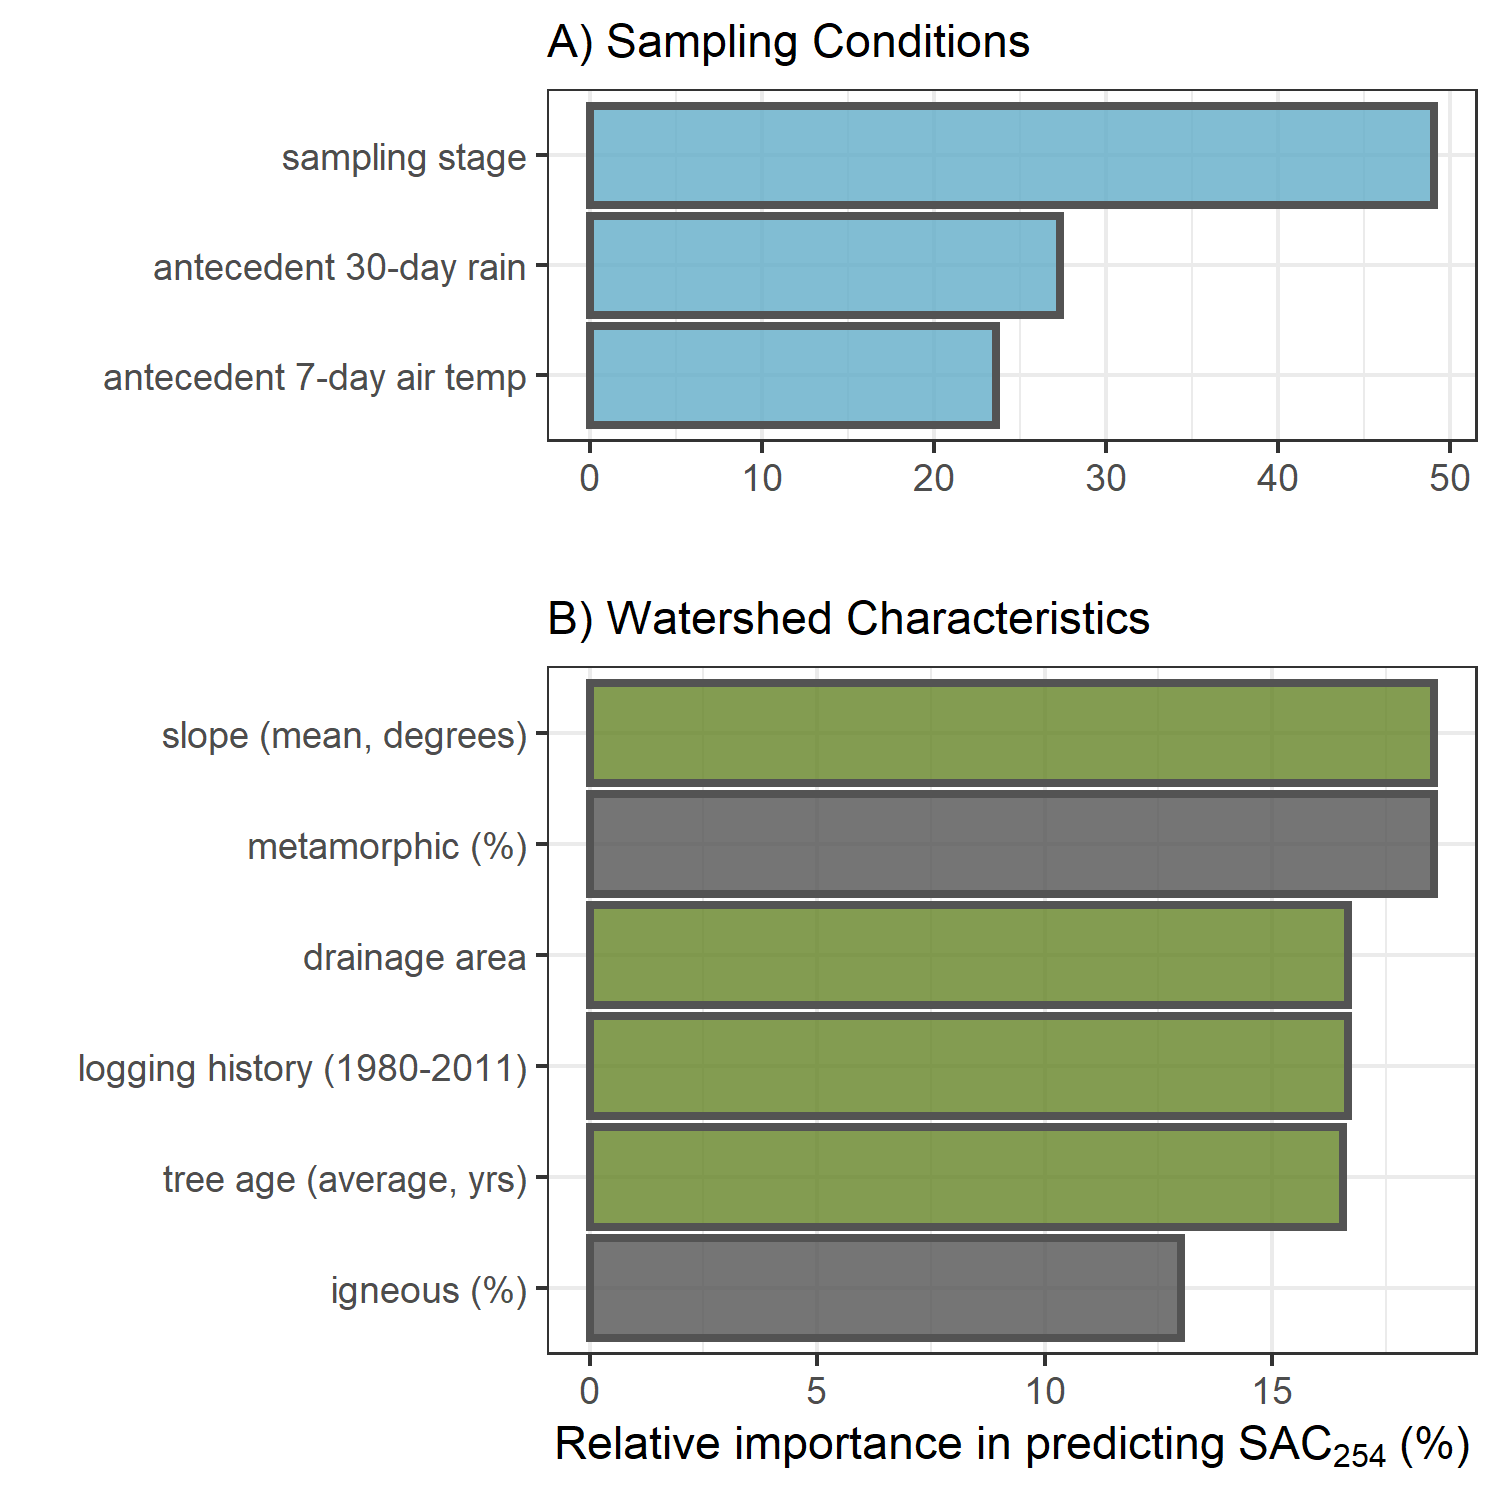 A) Sampling Conditions
sampling stage
antecedent 30-day rain
antecedent 7-day air temp
0 10 20 30 40 50
B) Watershed Characteristics
slope (mean, degrees)
metamorphic (%)
drainage area
logging history (1980-2011)
tree age (average, yrs)
igneous (%)
0 5 10 15
Relative importance in predicting SAC₂₅₄ (%)